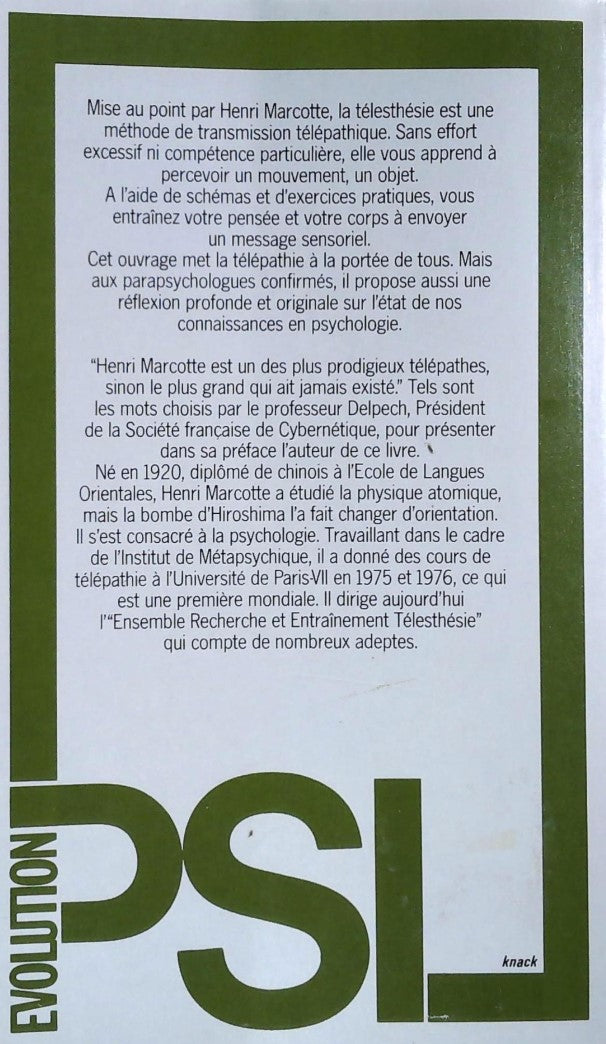 Mise au point par Henri Marcotte, la télesthésie est une
méthode de transmission télépathique. Sans effort
excessif ni compétence particulière, elle vous apprend à
percevoir un mouvement, un objet.
A l'aide de schémas et d'exercices pratiques, vous
entraînez votre pensée et votre corps à envoyer
un message sensoriel.
Cet ouvrage met la télépathie à la portée de tous. Mais
aux parapsychologues confirmés, il propose aussi une
réflexion profonde et originale sur l'état de nos
connaissances en psychologie.
“Henri Marcotte est un des plus prodigieux télépathes,
sinon le plus grand qui ait jamais existé.” Tels sont
les mots choisis par le professeur Delpech, Président
de la Société française de Cybernétique, pour présenter
dans sa préface l'auteur de ce livre.
Né en 1920, diplômé de chinois à l'Ecole de Langues
Orientales, Henri Marcotte a étudié la physique atomique,
mais la bombe d'Hiroshima l'a fait changer d'orientation.
Il s'est consacré à la psychologie. Travaillant dans le cadre
de l'Institut de Métapsychique, il a donné des cours de
télépathie à l'Université de Paris-VII en 1975 et 1976, ce qui
est une première mondiale. Il dirige aujourd'hui
l'“Ensemble Recherche et Entraînement Télesthésie”
qui compte de nombreux adeptes.
EVOLUTION
PSI
knack